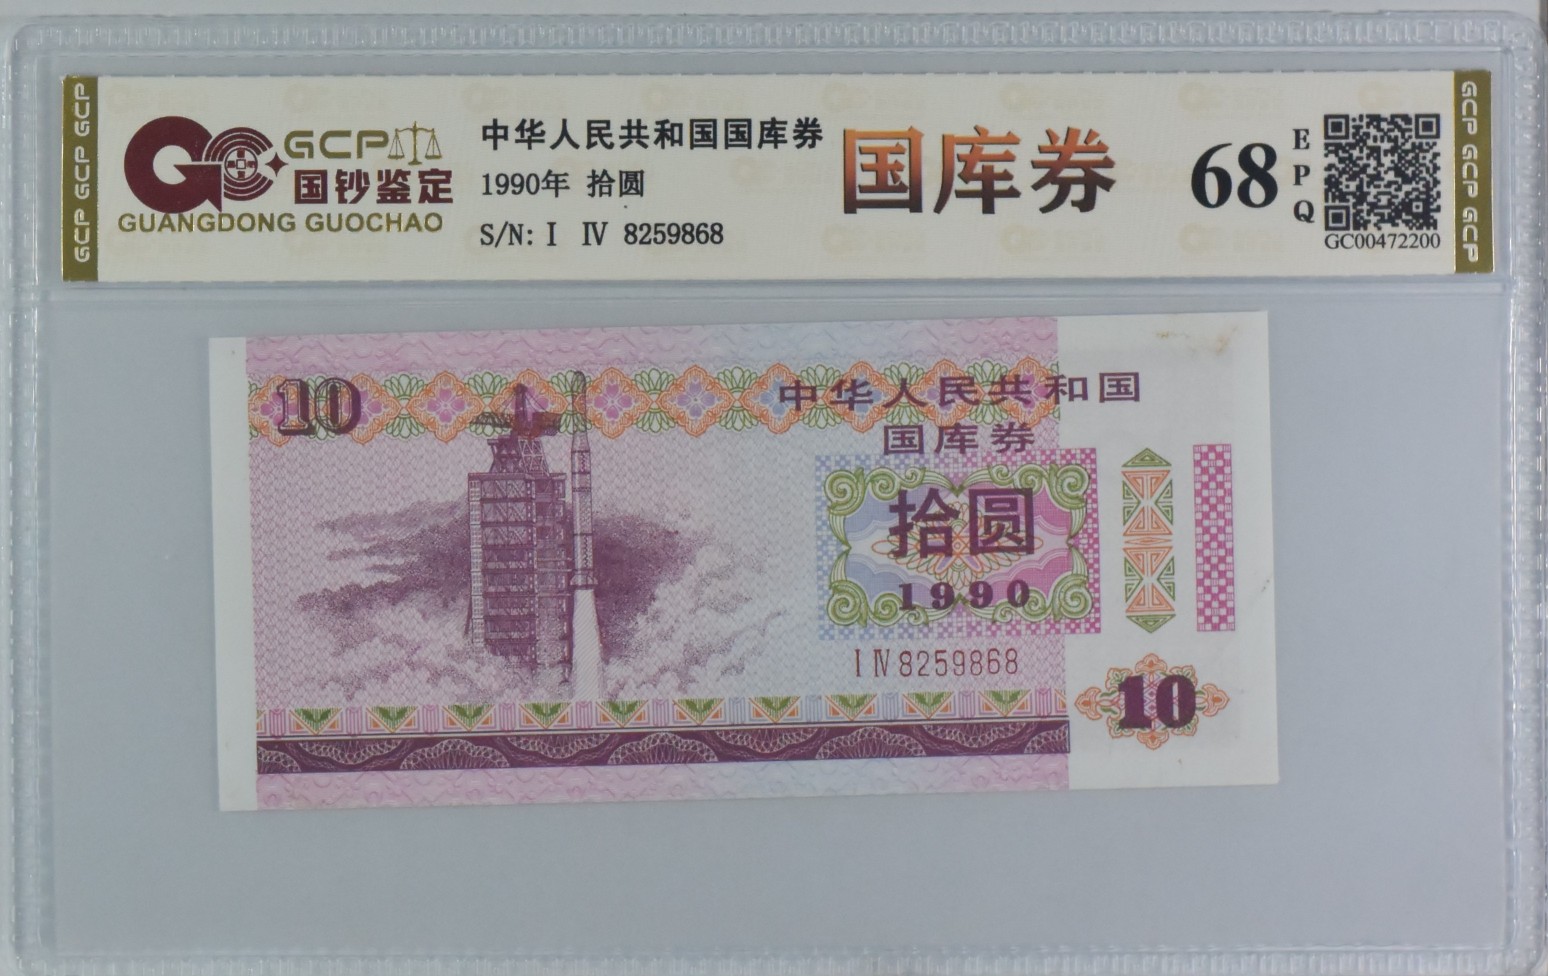 GCP GCP GCP
GCP
国钞鉴定
GUANGDONG GUOCHAO
中华人民共和国国库券
1990年 拾圆
S/N: I IV 8259868
国库券
68
EPQ
GC00472200
GCP GCP GCP
10
中华人民共和国
国库券
拾圆
1990
I IV 8259868
10